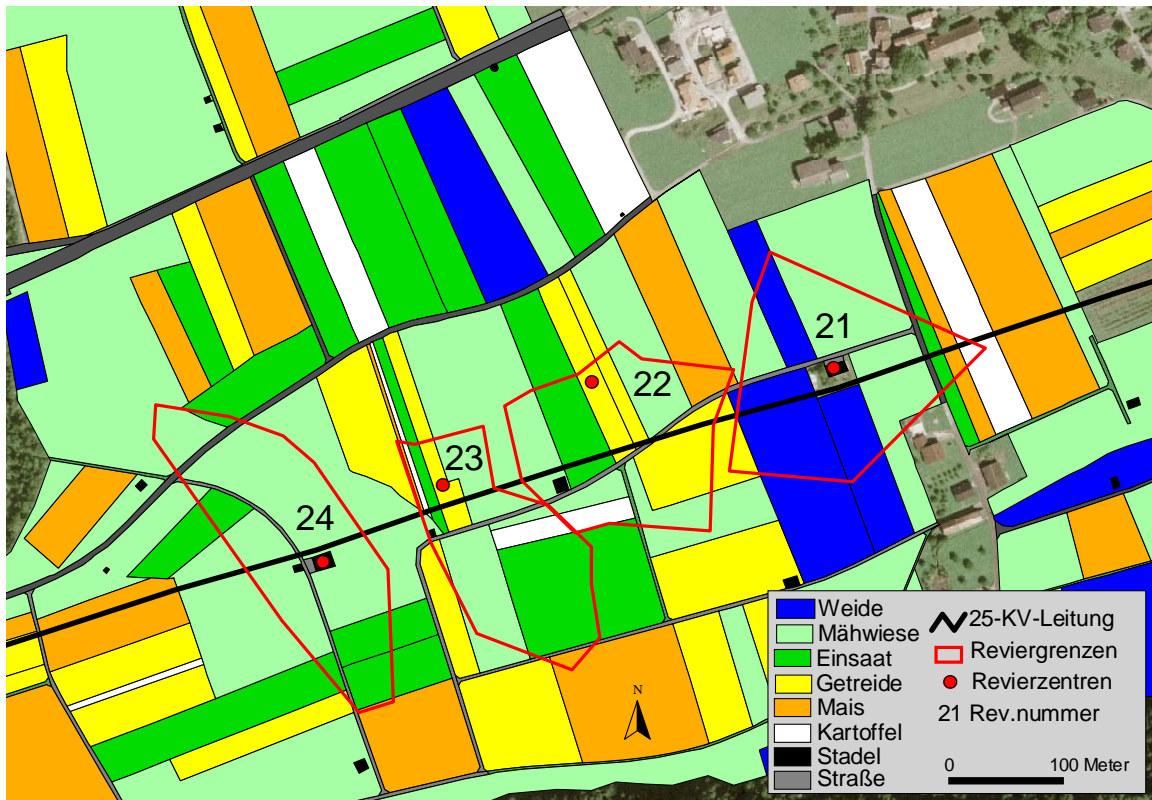 21
22
23
24
N
Weide
Mähwiese
Einsaat
Getreide
Mais
Kartoffel
Stadel
Straße
25-KV-Leitung
Reviergrenzen
Revierzentren
21 Rev.nummer
0 100 Meter